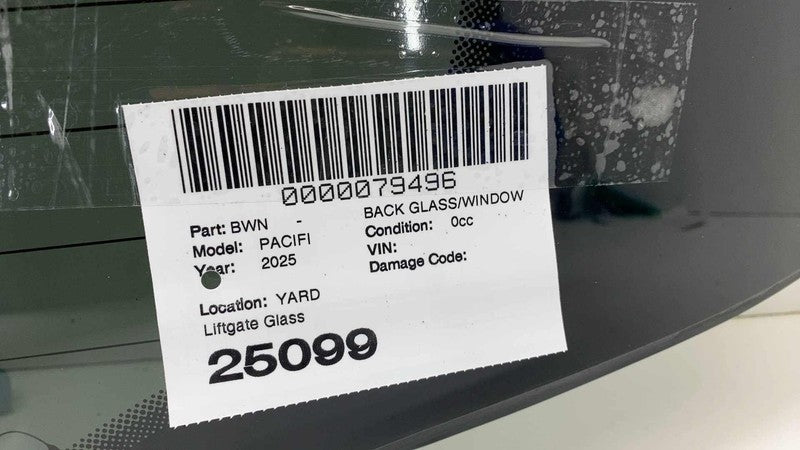 0000079496
Part: BWN - BACK GLASS/WINDOW
Model: PACIFI Condition: 0cc
Year: 2025 VIN:
Damage Code:
Location: YARD
Liftgate Glass
25099